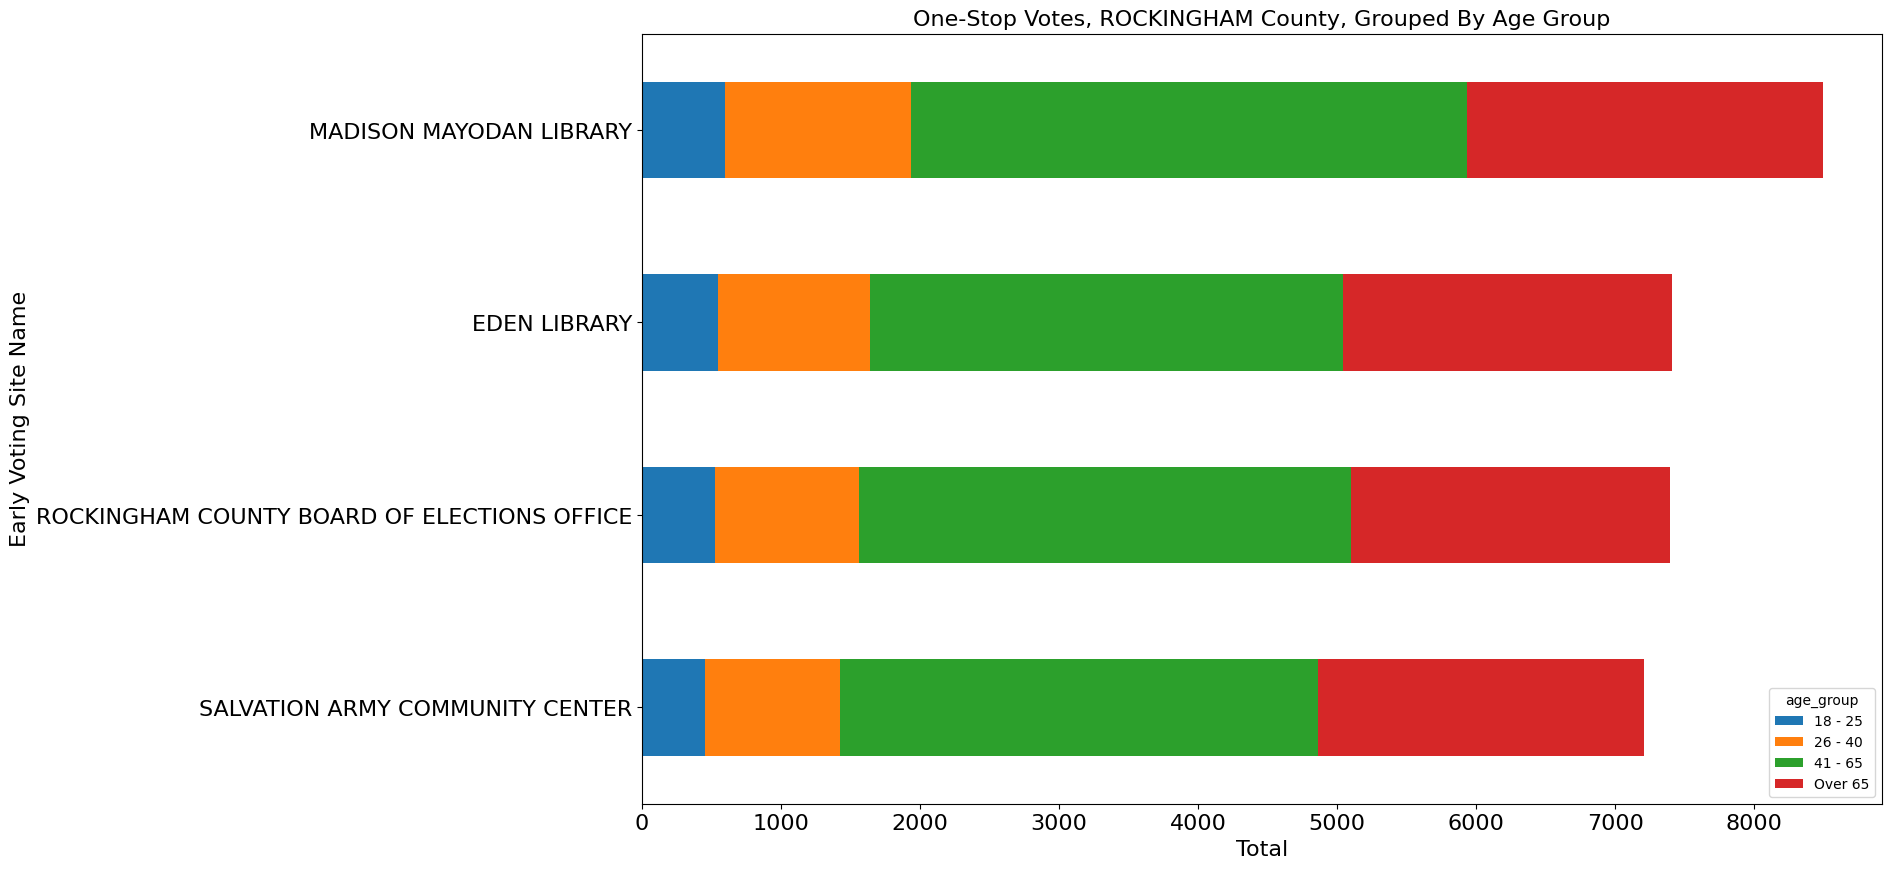 One-Stop Votes, ROCKINGHAM County, Grouped By Age Group
Early Voting Site Name
MADISON MAYODAN LIBRARY
EDEN LIBRARY
ROCKINGHAM COUNTY BOARD OF ELECTIONS OFFICE
SALVATION ARMY COMMUNITY CENTER
age_group
18 - 25
26 - 40
41 - 65
Over 65
0 1000 2000 3000 4000 5000 6000 7000 8000
Total